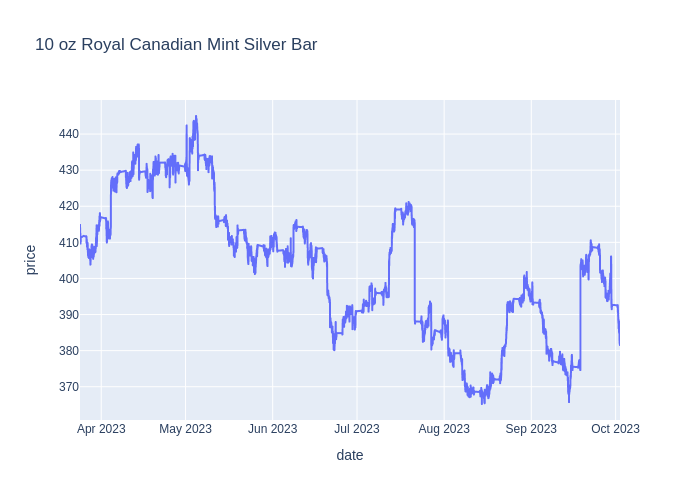 10 oz Royal Canadian Mint Silver Bar
440
430
420
410
400
390
380
370
price
Apr 2023 May 2023 Jun 2023 Jul 2023 Aug 2023 Sep 2023 Oct 2023
date